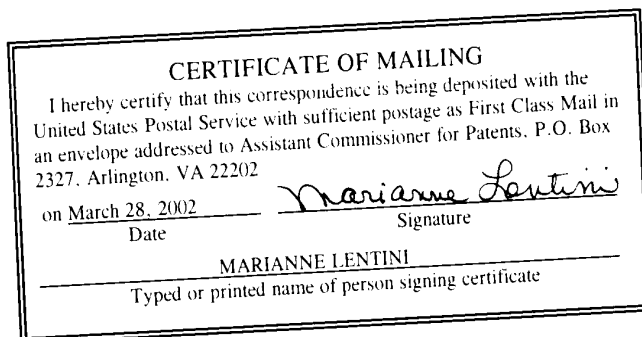 CERTIFICATE OF MAILING
I hereby certify that this correspondence is being deposited with the
United States Postal Service with sufficient postage as First Class Mail in
an envelope addressed to Assistant Commissioner for Patents, P.O. Box
2327, Arlington, VA 22202
on March 28, 2002 Marianne Lentini
Date Signature
MARIANNE LENTINI
Typed or printed name of person signing certificate